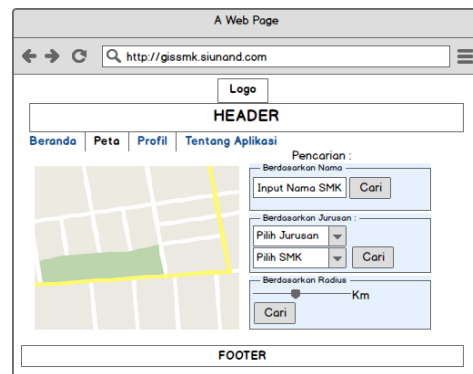 A Web Page
http://gissmk.siunand.com
Logo
HEADER
Beranda Peta Profil Tentang Aplikasi
Pencarian :
Berdasarkan Nama
Input Nama SMK Cari
Berdasarkan Jurusan :
Pilih Jurusan
Pilih SMK Cari
Berdasarkan Radius
Km
Cari
FOOTER